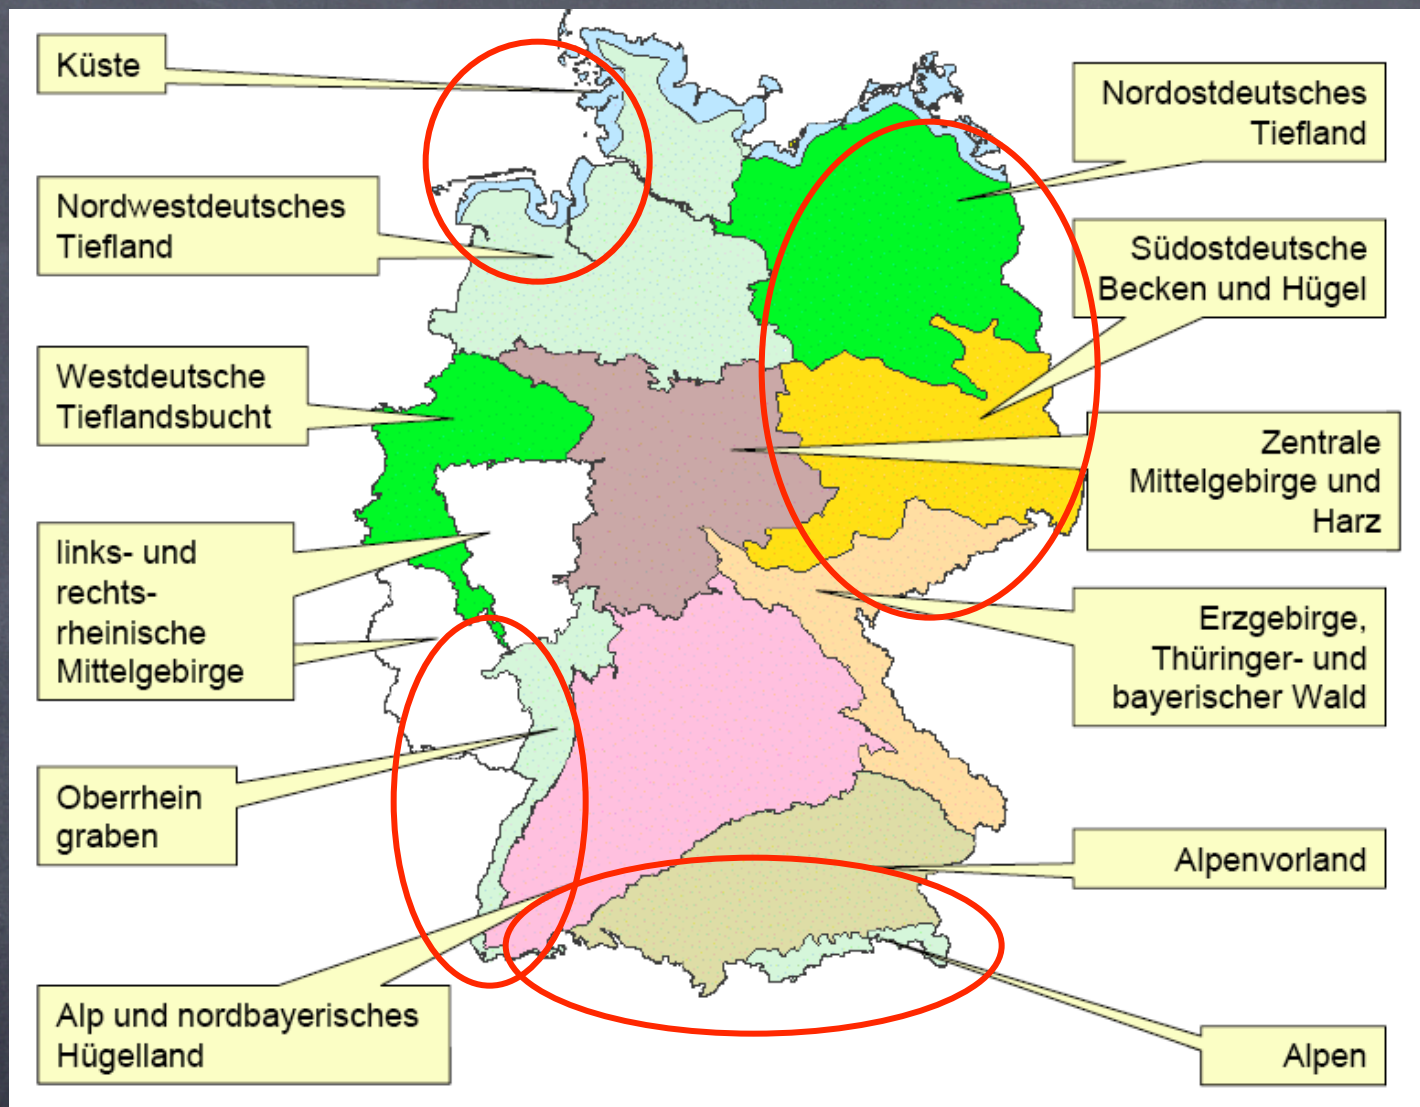 Küste
Nordwestdeutsches
Tiefland
Westdeutsche
Tieflandsbucht
links- und
rechts-
rheinische
Mittelgebirge
Oberrhein
graben
Alp und nordbayerisches
Hügelland
Nordostdeutsches
Tiefland
Südostdeutsche
Becken und Hügel
Zentrale
Mittelgebirge und
Harz
Erzgebirge,
Thüringer- und
bayerischer Wald
Alpenvorland
Alpen